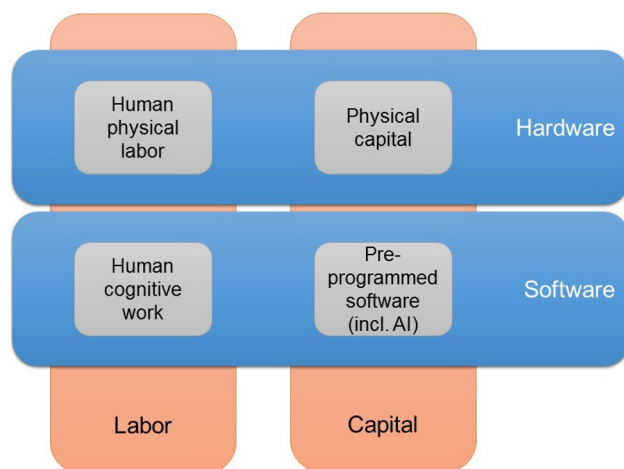 Human
physical
labor
Physical
capital
Hardware
Human
cognitive
work
Pre-
programmed
software
(incl. AI)
Software
Labor
Capital